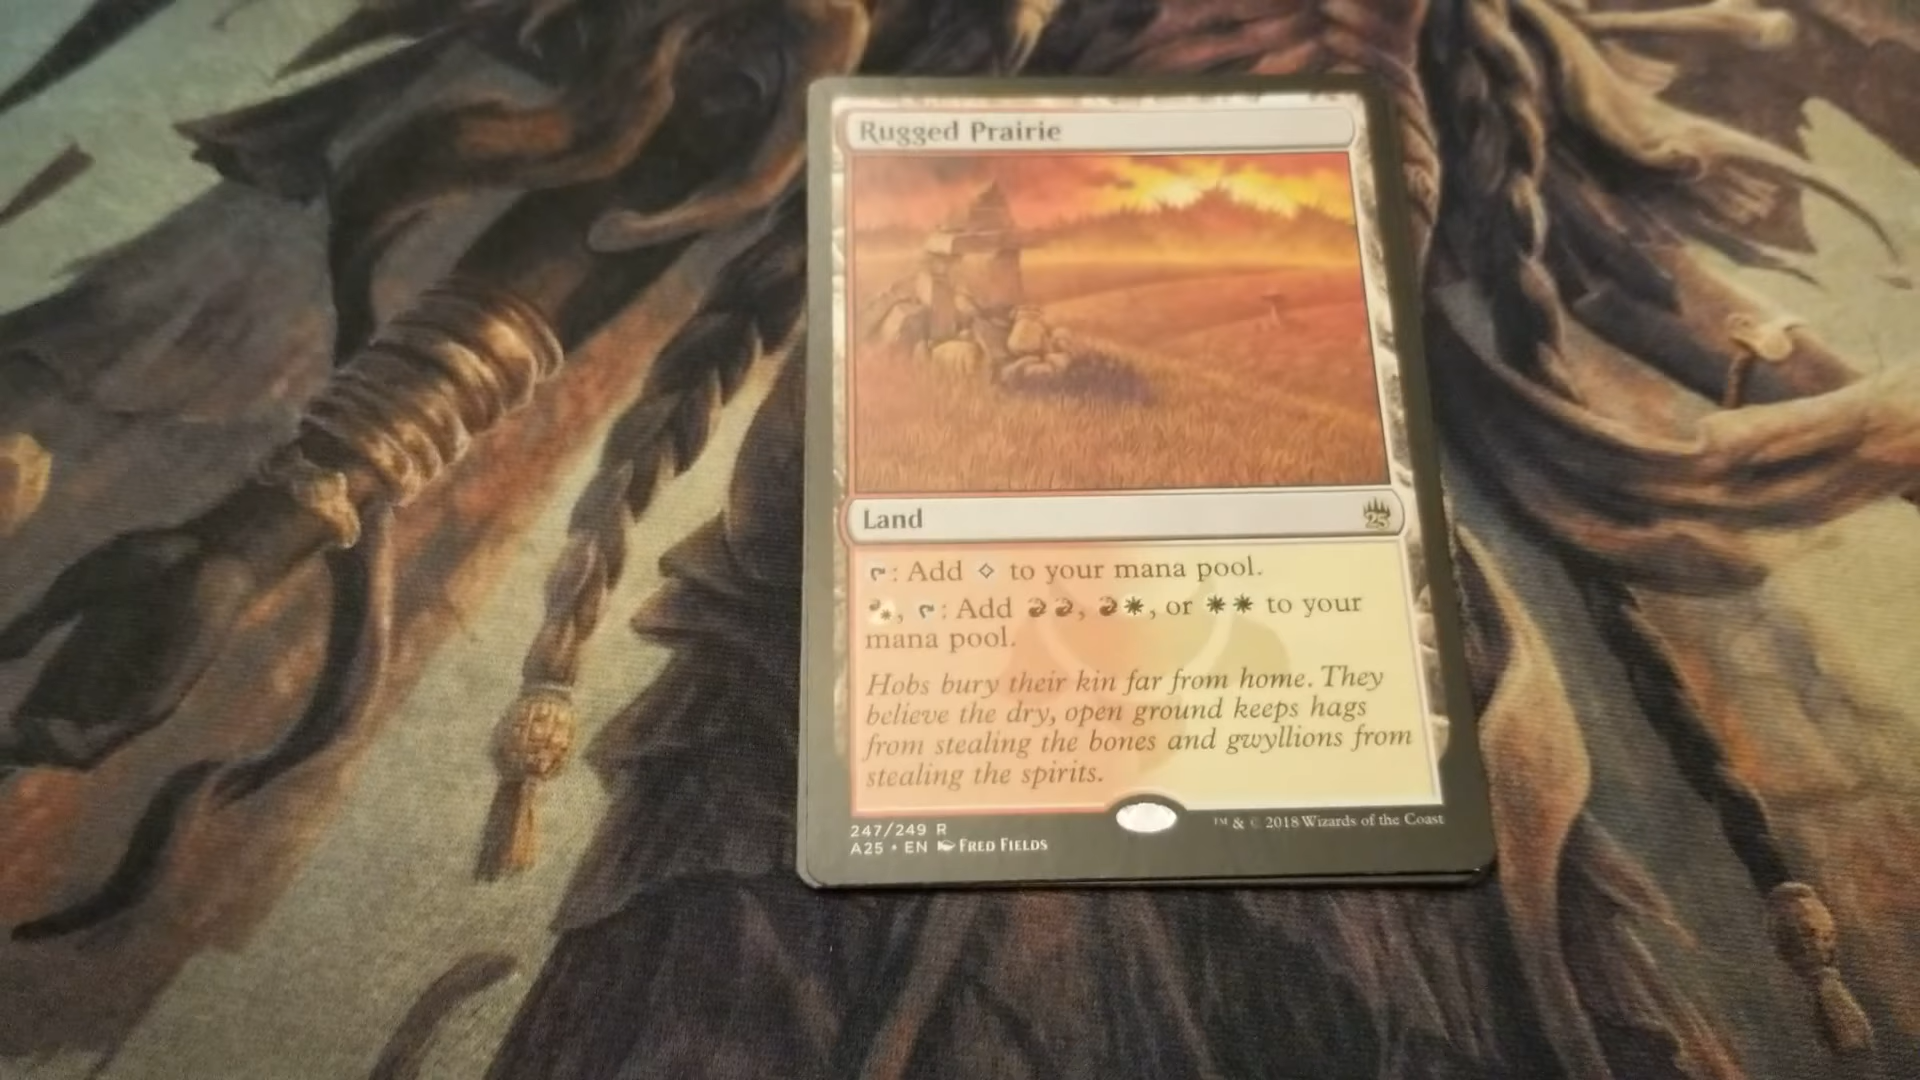 Rugged Prairie
Land
25
: Add to your mana pool.
, : Add , , or to your
mana pool.
Hobs bury their kin far from home. They
believe the dry, open ground keeps hags
from stealing the bones and gwyllions from
stealing the spirits.
247/249 R
A25 • EN FRED FIELDS
™ & © 2018 Wizards of the Coast